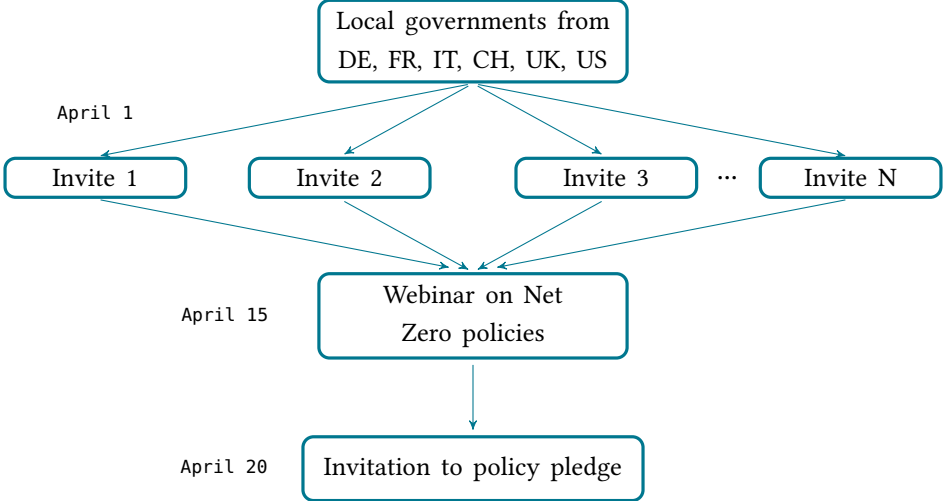 Local governments from
DE, FR, IT, CH, UK, US
April 1
Invite 1
Invite 2
Invite 3
...
Invite N
Webinar on Net
Zero policies
April 15
Invitation to policy pledge
April 20